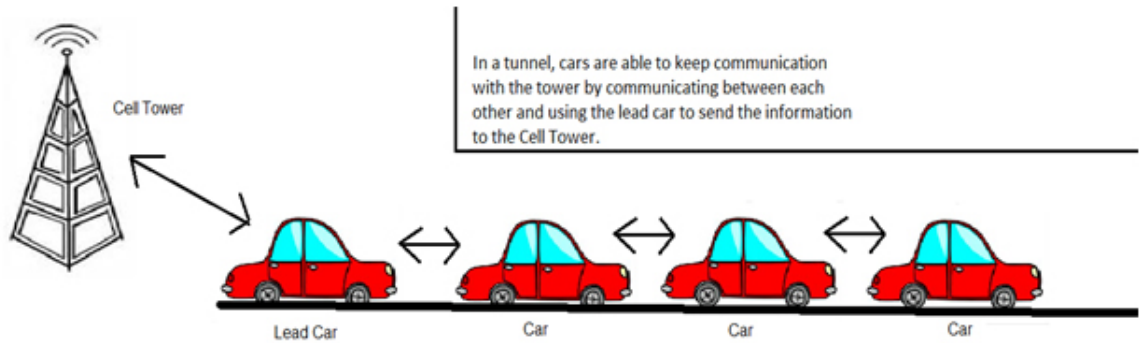 Cell Tower
In a tunnel, cars are able to keep communication
with the tower by communicating between each
other and using the lead car to send the information
to the Cell Tower.
Lead Car
Car
Car
Car